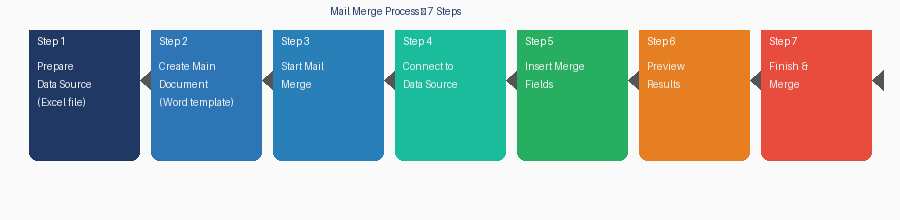 Mail Merge Process▯7 Steps
Step 1
Prepare
Data Source
(Excel file)
Step 2
Create Main
Document
(Word template)
Step 3
Start Mail
Merge
Step 4
Connect to
Data Source
Step 5
Insert Merge
Fields
Step 6
Preview
Results
Step 7
Finish &
Merge